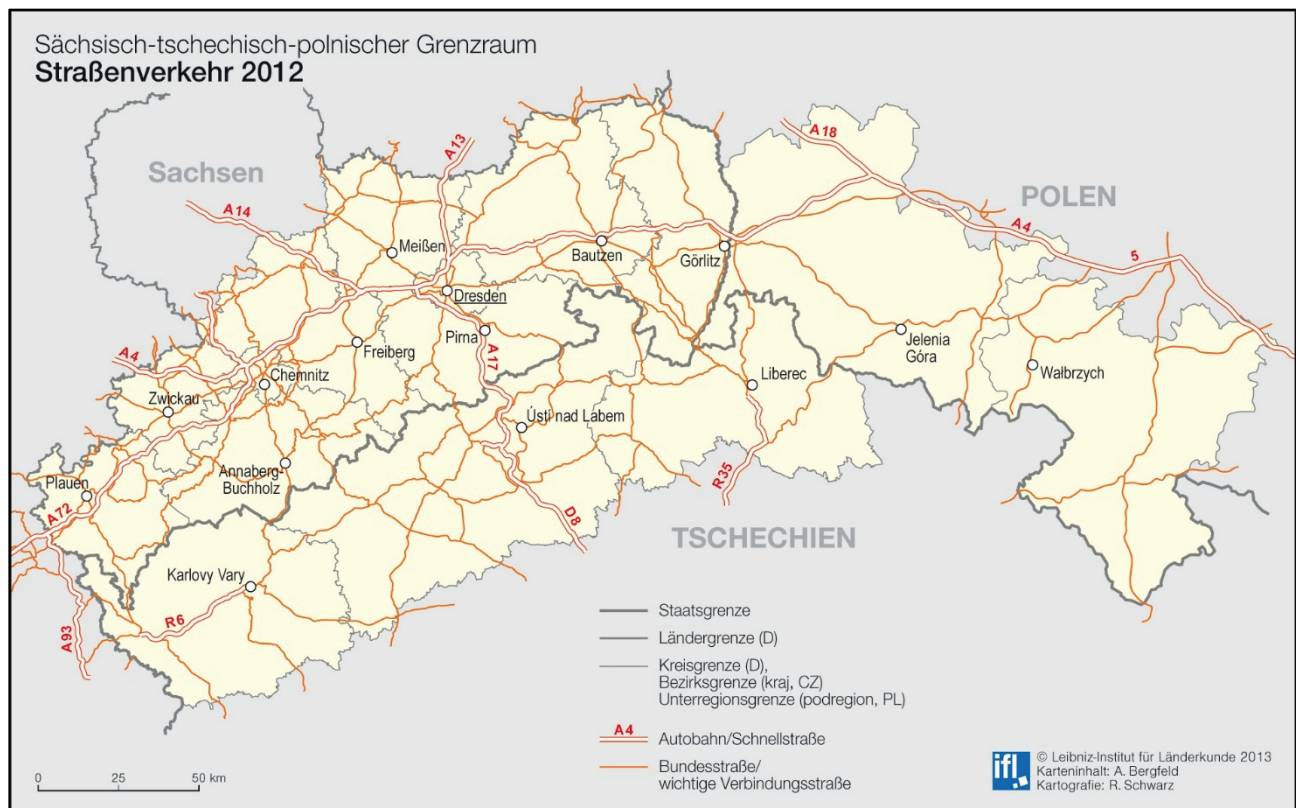 Sächsisch-tschechisch-polnischer Grenzraum
Straßenverkehr 2012
A18
A13
Sachsen
POLEN
A14
A4
5
Meißen
Bautzen
Görlitz
Dresden
Pirna
Jelenia
Góra
A17
Freiberg
A4
Wałbrzych
Chemnitz
Liberec
Zwickau
Ústí nad Labem
Annaberg-
Buchholz
Plauen
R35
A72
D8
TSCHECHIEN
Karlovy Vary
R6
A93
Staatsgrenze
Ländergrenze (D)
Kreisgrenze (D),
Bezirksgrenze (kraj, CZ)
Unterregionsgrenze (podregion, PL)
A4
Autobahn/Schnellstraße
Bundesstraße/
wichtige Verbindungsstraße
0 25 50 km
ifl.
© Leibniz-Institut für Länderkunde 2013
Karteninhalt: A. Bergfeld
Kartografie: R. Schwarz